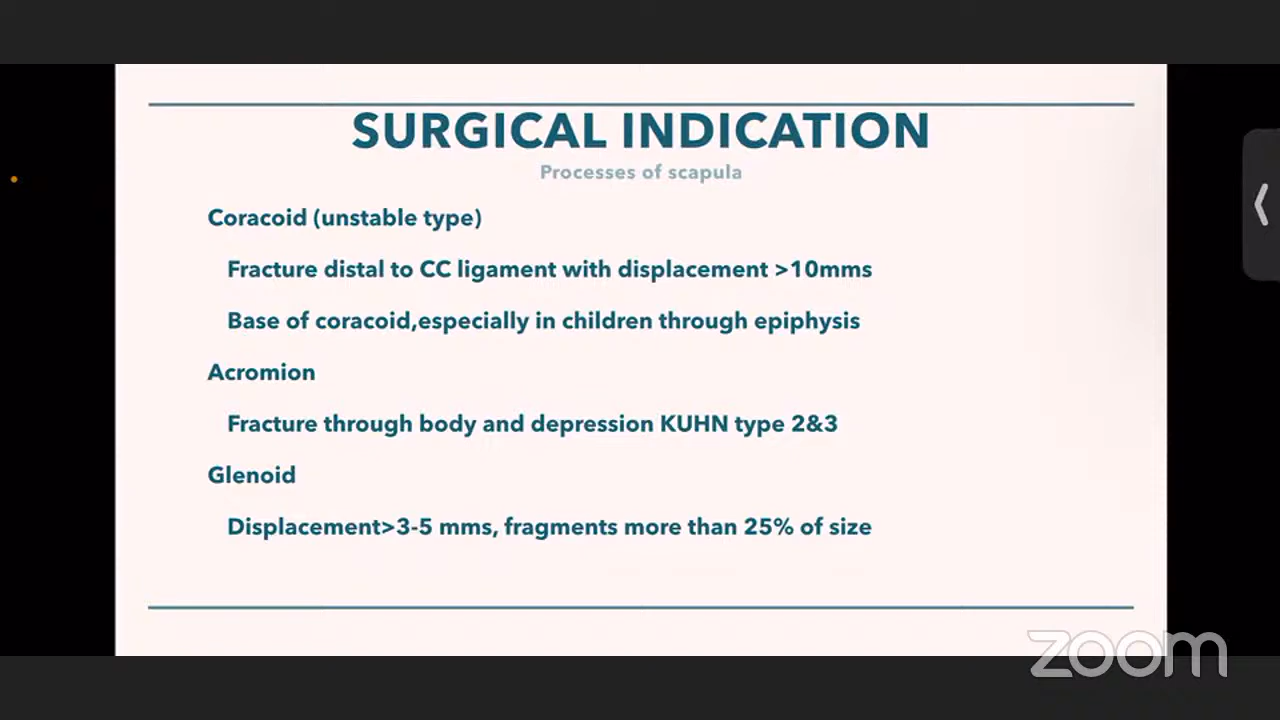 SURGICAL INDICATION
Processes of scapula
Coracoid (unstable type)
Fracture distal to CC ligament with displacement >10mms
Base of coracoid,especially in children through epiphysis
Acromion
Fracture through body and depression KUHN type 2&3
Glenoid
Displacement>3-5 mms, fragments more than 25% of size
zoom